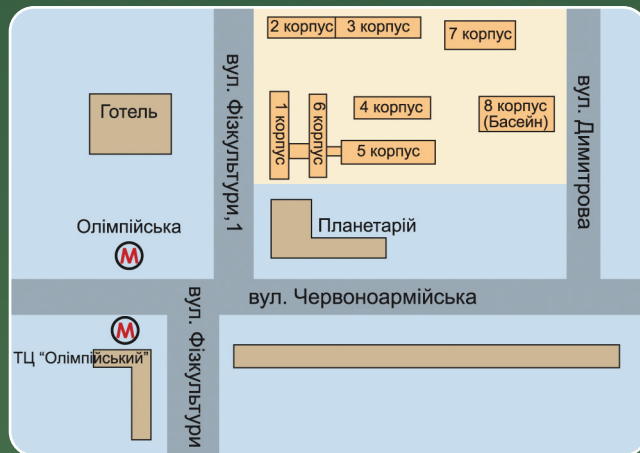 2 корпус
3 корпус
7 корпус
вул. Фізкультури,1
вул. Димитрова
Готель
1 корпус
6 корпус
4 корпус
8 корпус
(Басейн)
5 корпус
Олімпійська
Планетарій
М
вул. Червоноармійська
вул. Фізкультури
М
ТЦ "Олімпійський"